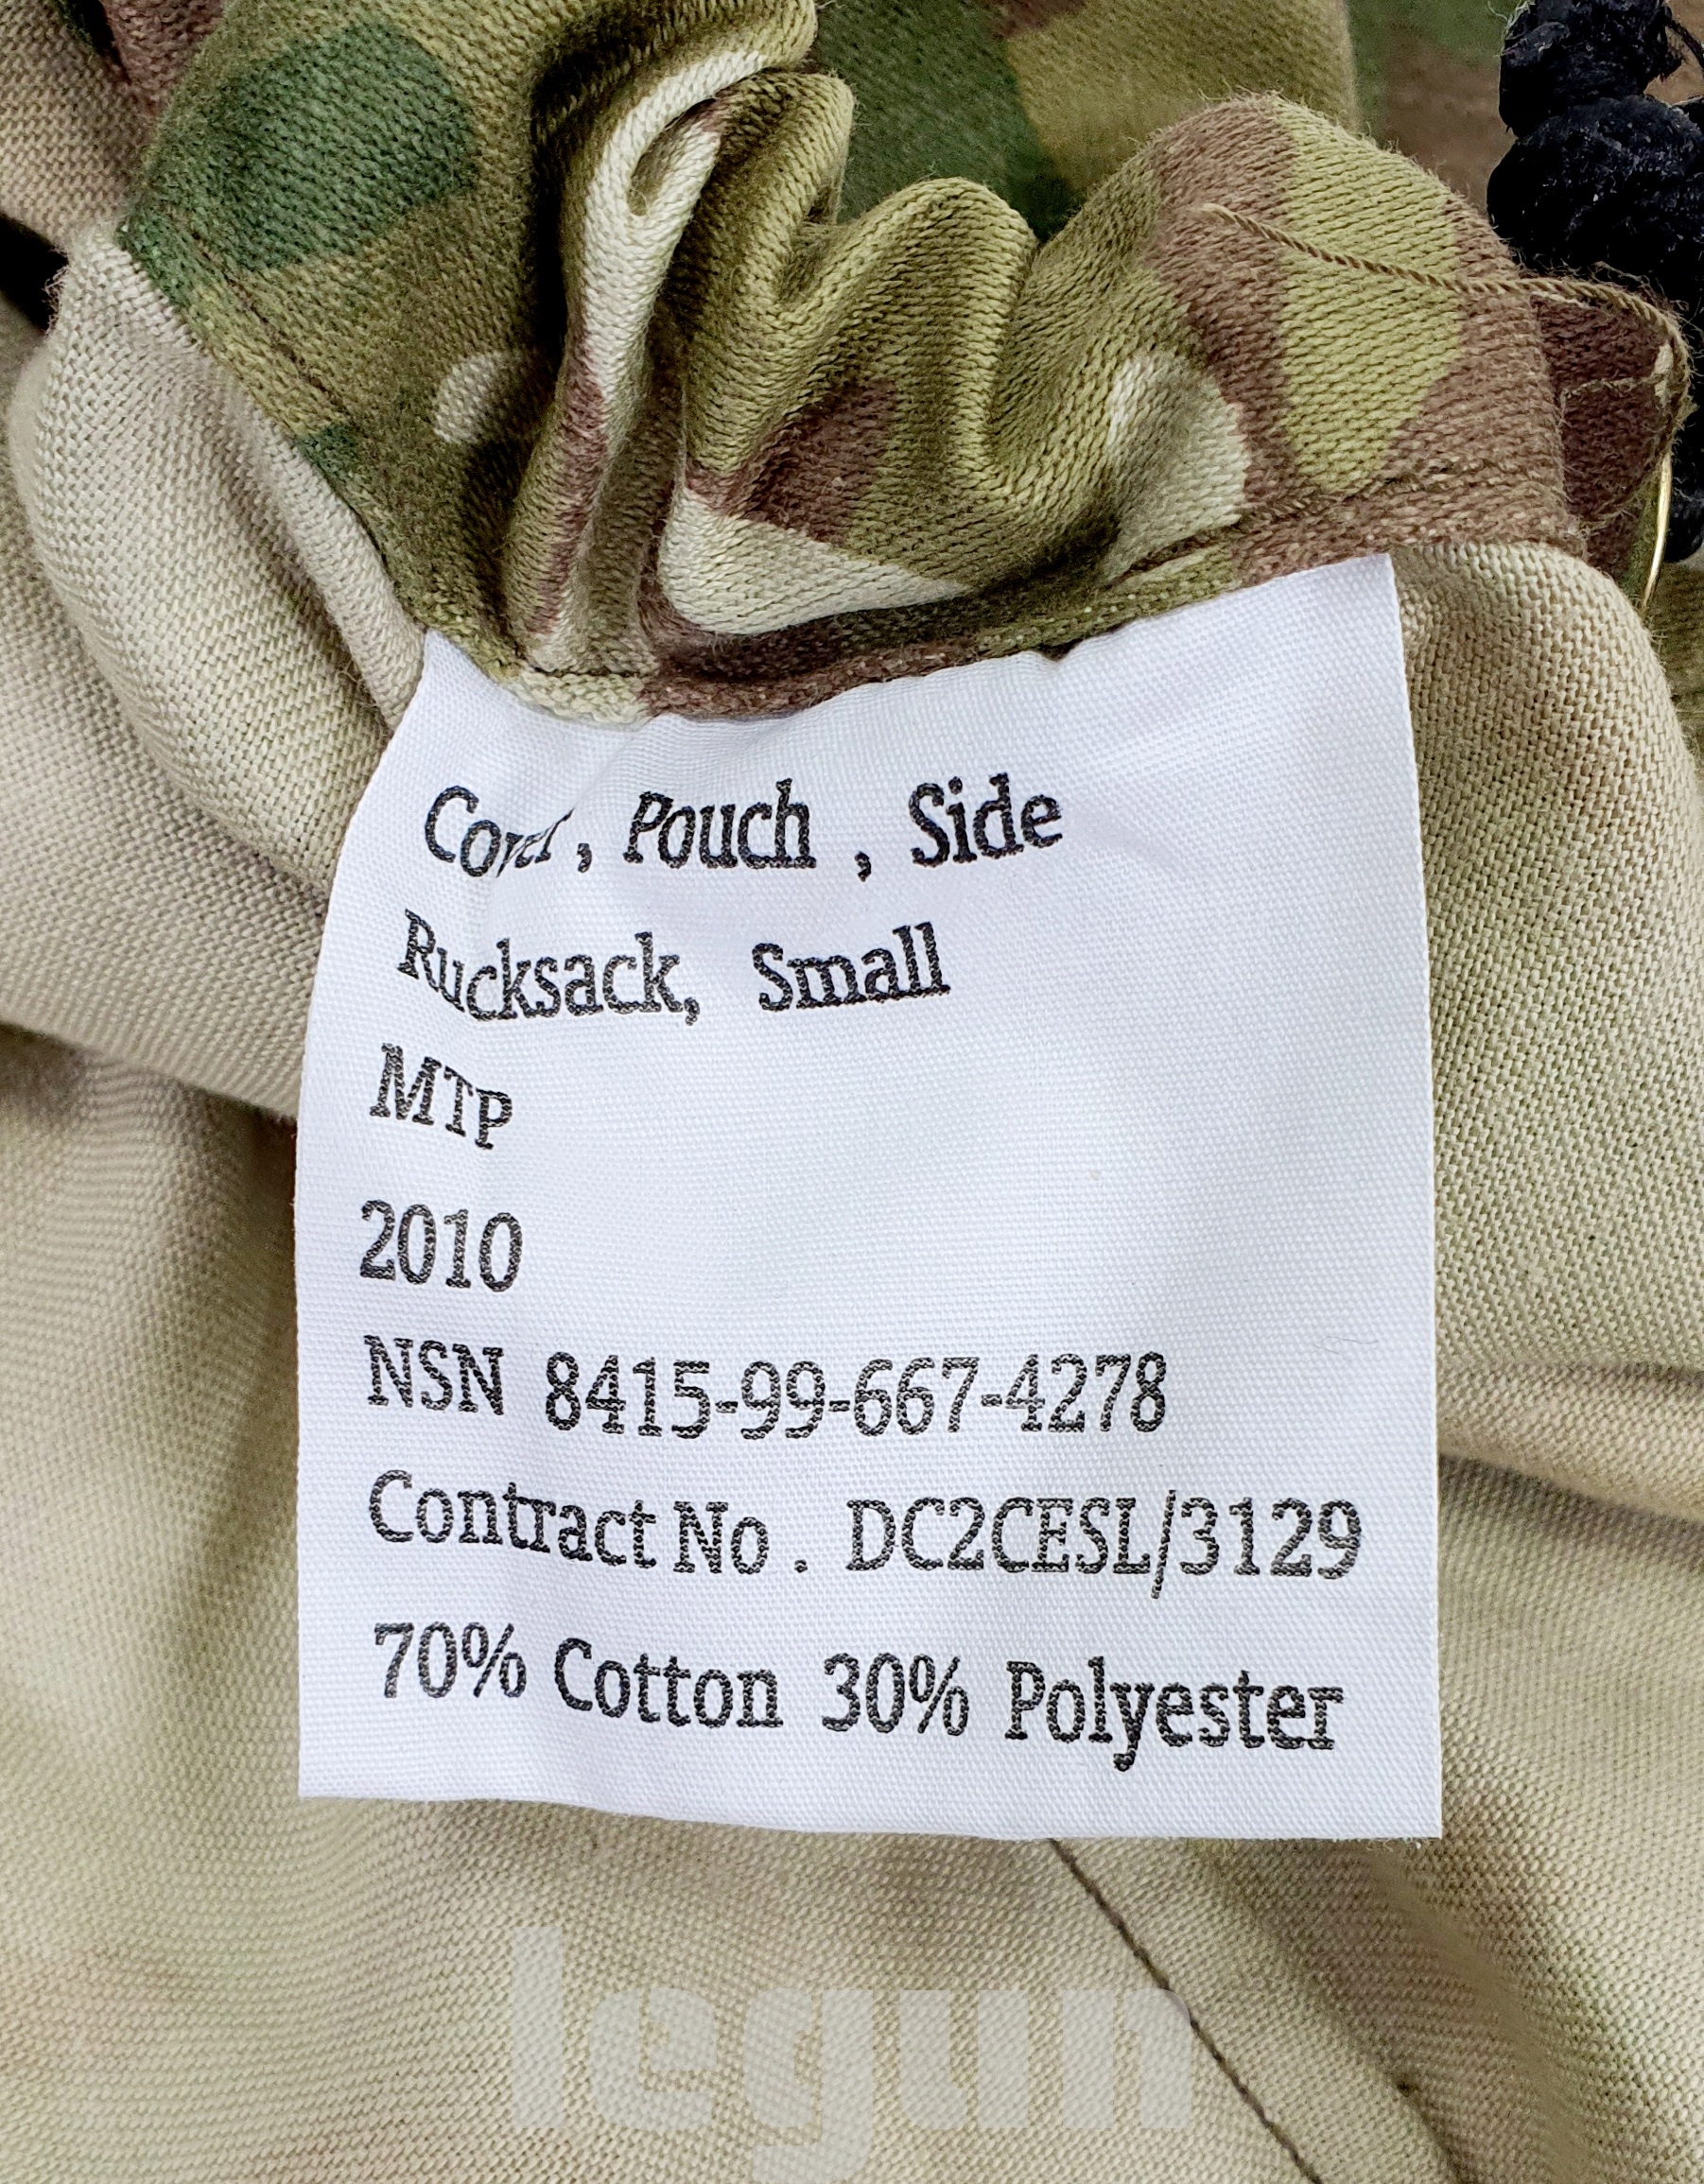 Cover, Pouch , Side
Rucksack, Small
MTP
2010
NSN 8415-99-667-4278
Contract No . DC2CESL/3129
70% Cotton 30% Polyester
legun